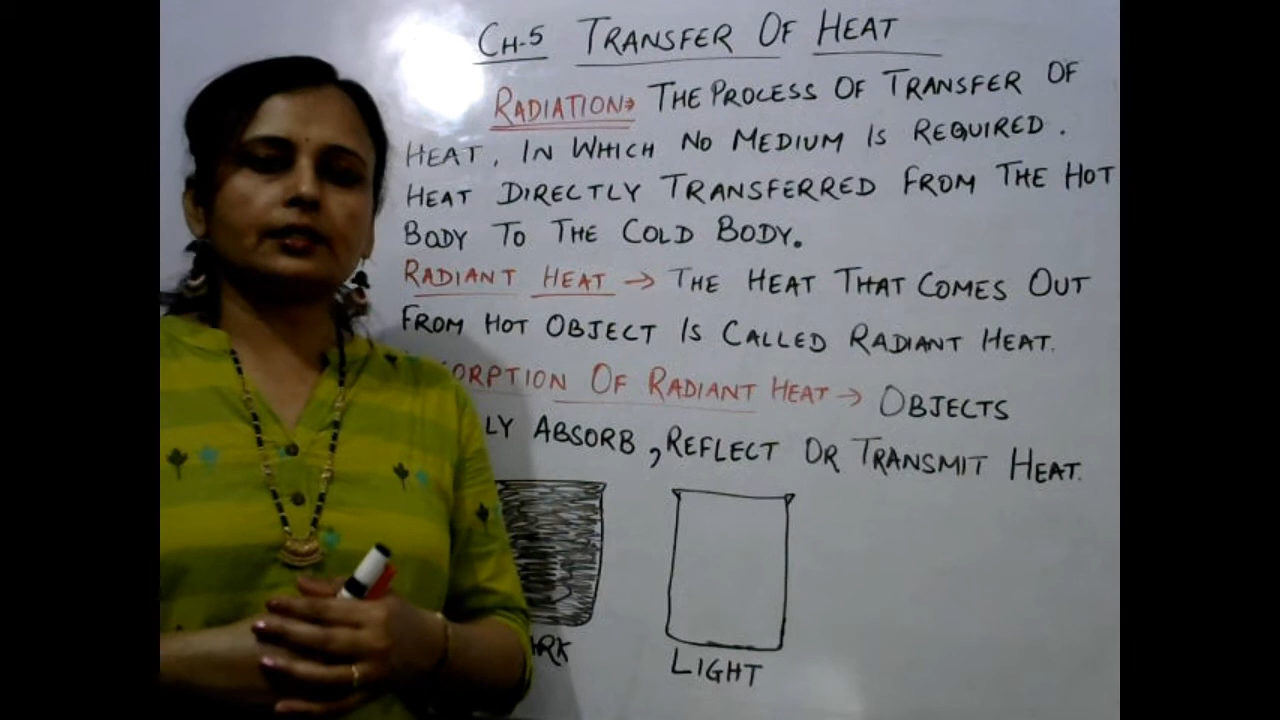 CH-5 TRANSFER OF HEAT
RADIATION→ THE PROCESS OF TRANSFER OF
HEAT, IN WHICH NO MEDIUM IS REQUIRED.
HEAT DIRECTLY TRANSFERRED FROM THE HOT
BODY TO THE COLD BODY.
RADIANT HEAT → THE HEAT THAT COMES OUT
FROM HOT OBJECT IS CALLED RADIANT HEAT.
ORPTION OF RADIANT HEAT → OBJECTS
LY ABSORB, REFLECT OR TRANSMIT HEAT.
ARK
LIGHT